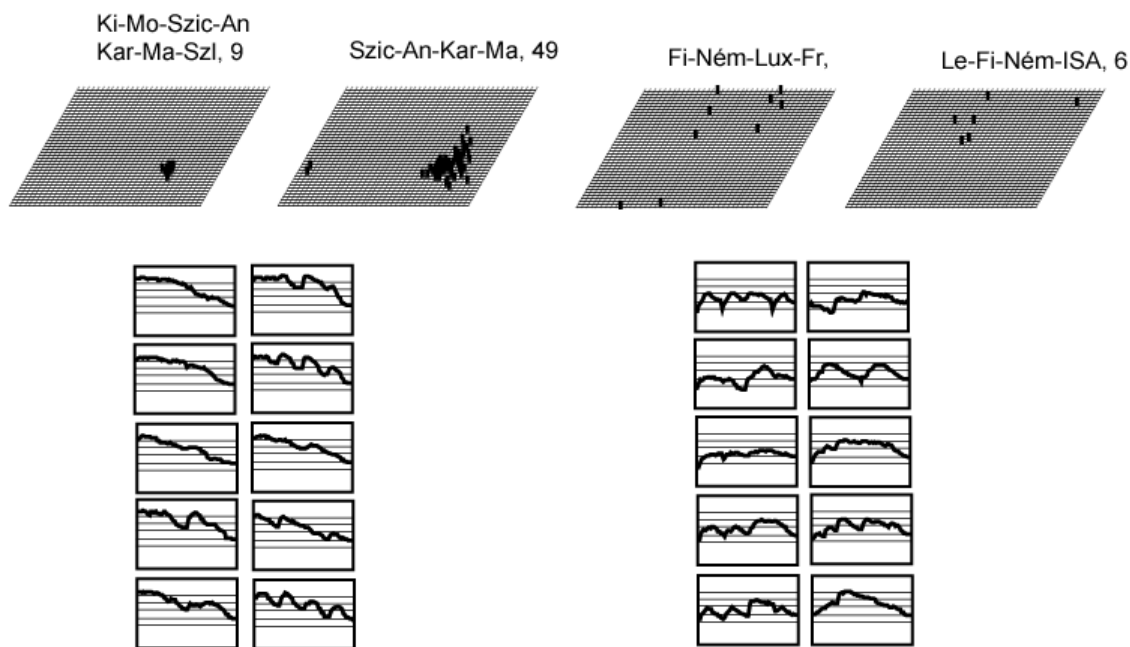 Ki-Mo-Szic-An
Kar-Ma-Szl, 9
Szic-An-Kar-Ma, 49
Fi-Ném-Lux-Fr,
Le-Fi-Ném-ISA, 6